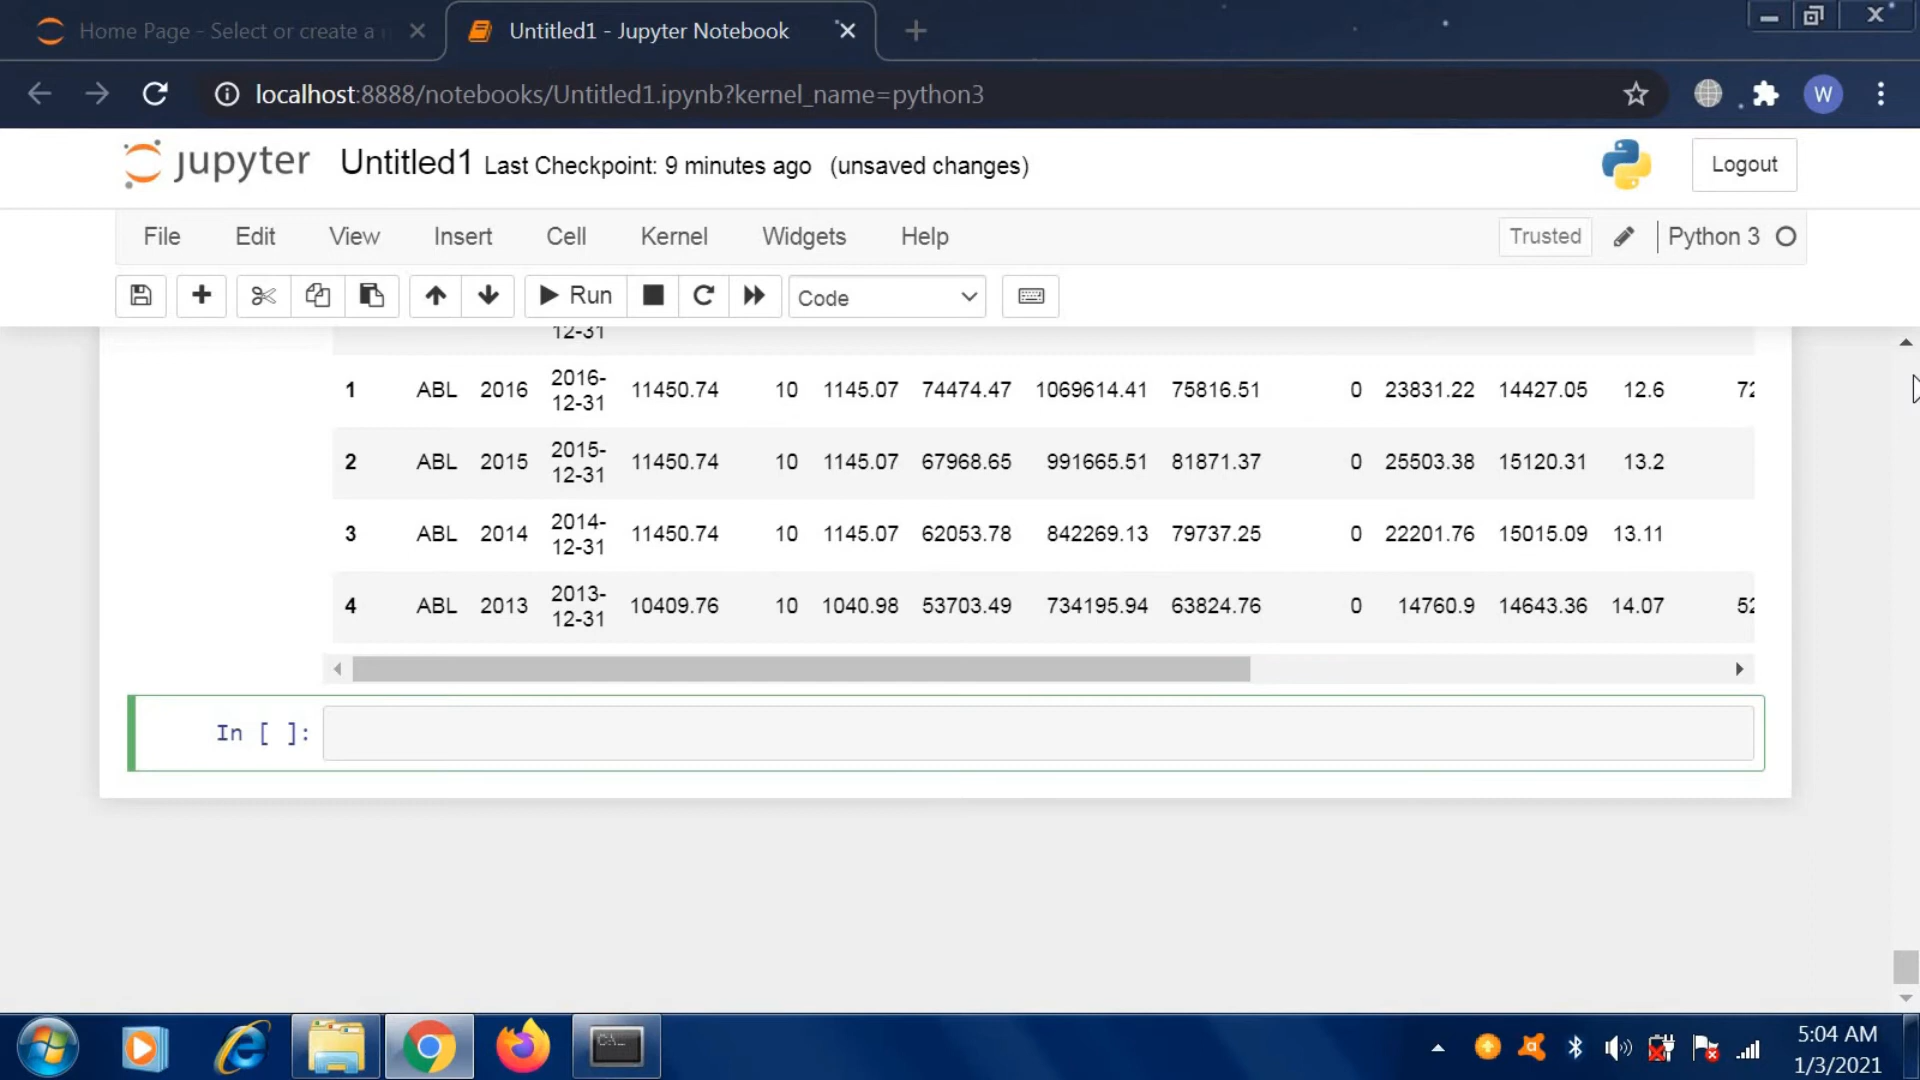 Home Page - Select or create a
Untitled1 - Jupyter Notebook
localhost:8888/notebooks/Untitled1.ipynb?kernel_name=python3
W
jupyter Untitled1 Last Checkpoint: 9 minutes ago (unsaved changes)
Logout
File Edit View Insert Cell Kernel Widgets Help
Trusted
Python 3
Run
Code
12-31
1 ABL 2016 2016-12-31 11450.74 10 1145.07 74474.47 1069614.41 75816.51 0 23831.22 14427.05 12.6 72
2 ABL 2015 2015-12-31 11450.74 10 1145.07 67968.65 991665.51 81871.37 0 25503.38 15120.31 13.2
3 ABL 2014 2014-12-31 11450.74 10 1145.07 62053.78 842269.13 79737.25 0 22201.76 15015.09 13.11
4 ABL 2013 2013-12-31 10409.76 10 1040.98 53703.49 734195.94 63824.76 0 14760.9 14643.36 14.07 52
In [ ]:
5:04 AM
1/3/2021